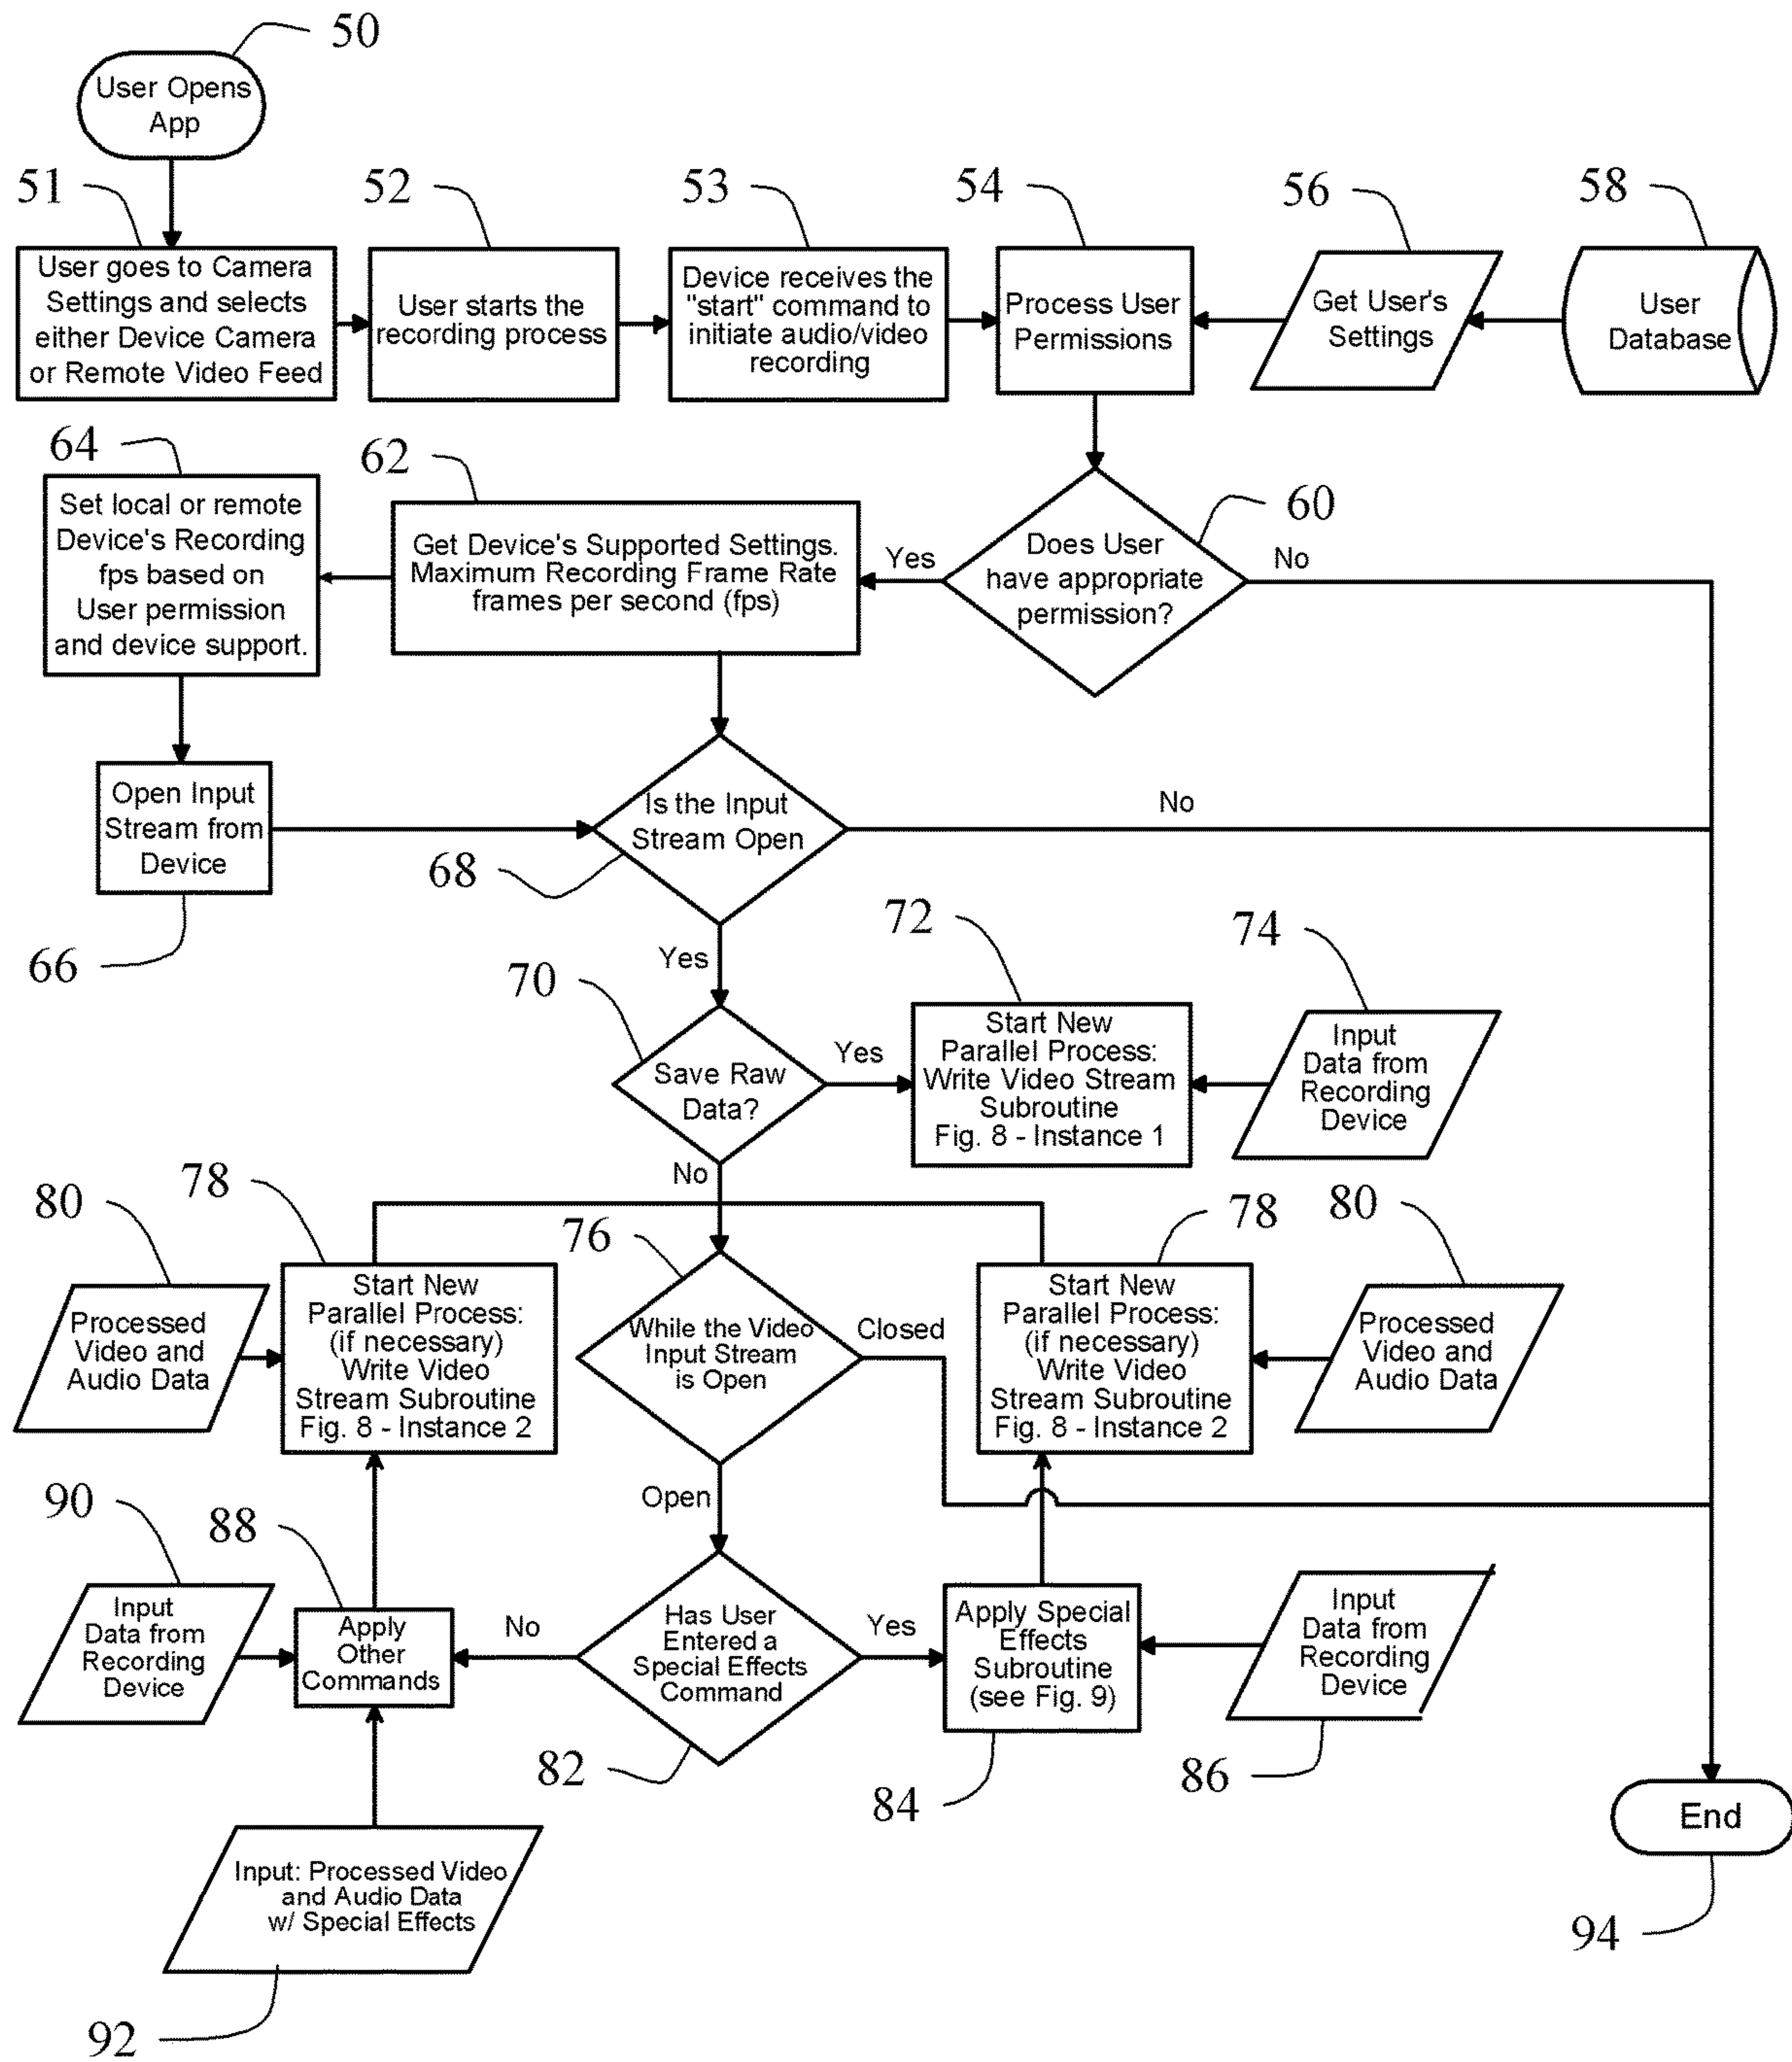 50
User Opens
App
51
52
53
54
56
58
User goes to Camera
Settings and selects
either Device Camera
or Remote Video Feed
User starts the
recording process
Device receives the
"start" command to
initiate audio/video
recording
Process User
Permissions
Get User's
Settings
User
Database
64
62
60
Set local or remote
Device's Recording
fps based on
User permission
and device support.
Get Device's Supported Settings.
Maximum Recording Frame Rate
frames per second (fps)
Yes
Does User
have appropriate
permission?
No
Open Input
Stream from
Device
Is the Input
Stream Open
No
68
66
Yes
70
72
74
Save Raw
Data?
Yes
Start New
Parallel Process:
Write Video Stream
Subroutine
Fig. 8 - Instance 1
Input
Data from
Recording
Device
No
80
78
76
78
80
Processed
Video and
Audio Data
Start New
Parallel Process:
(if necessary)
Write Video
Stream Subroutine
Fig. 8 - Instance 2
While the Video
Input Stream
is Open
Closed
Start New
Parallel Process:
(if necessary)
Write Video
Stream Subroutine
Fig. 8 - Instance 2
Processed
Video and
Audio Data
Open
90
88
Input
Data from
Recording
Device
Apply
Other
Commands
No
Has User
Entered a
Special Effects
Command
Yes
Apply Special
Effects
Subroutine
(see Fig. 9)
Input
Data from
Recording
Device
82
84
86
End
Input: Processed Video
and Audio Data
w/ Special Effects
94
92